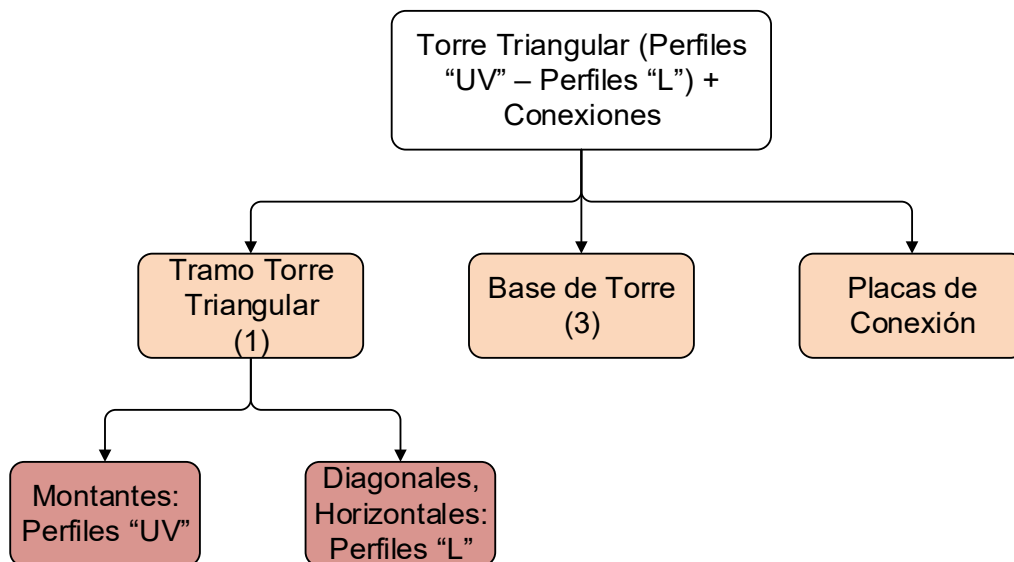 Torre Triangular (Perfiles
“UV” – Perfiles “L”) +
Conexiones
Tramo Torre
Triangular
(1)
Base de Torre
(3)
Placas de
Conexión
Montantes:
Perfiles “UV”
Diagonales,
Horizontales:
Perfiles “L”